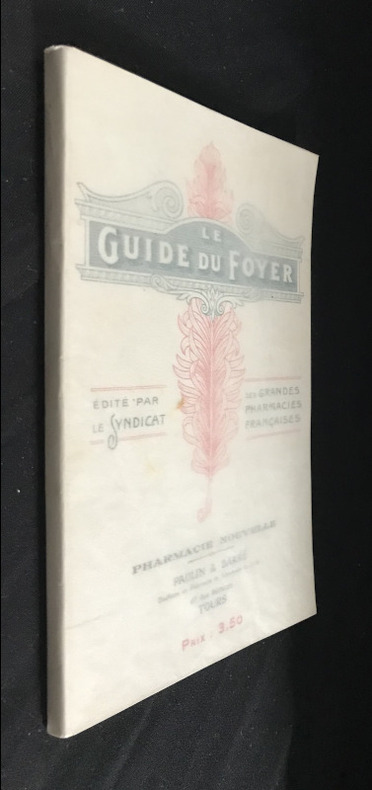 LE
GUIDE DU FOYER
ÉDITÉ PAR
LE SYNDICAT
DES GRANDES
PHARMACIES
FRANÇAISES
PHARMACIE NOUVELLE
TOURS
PRIX : 3.50